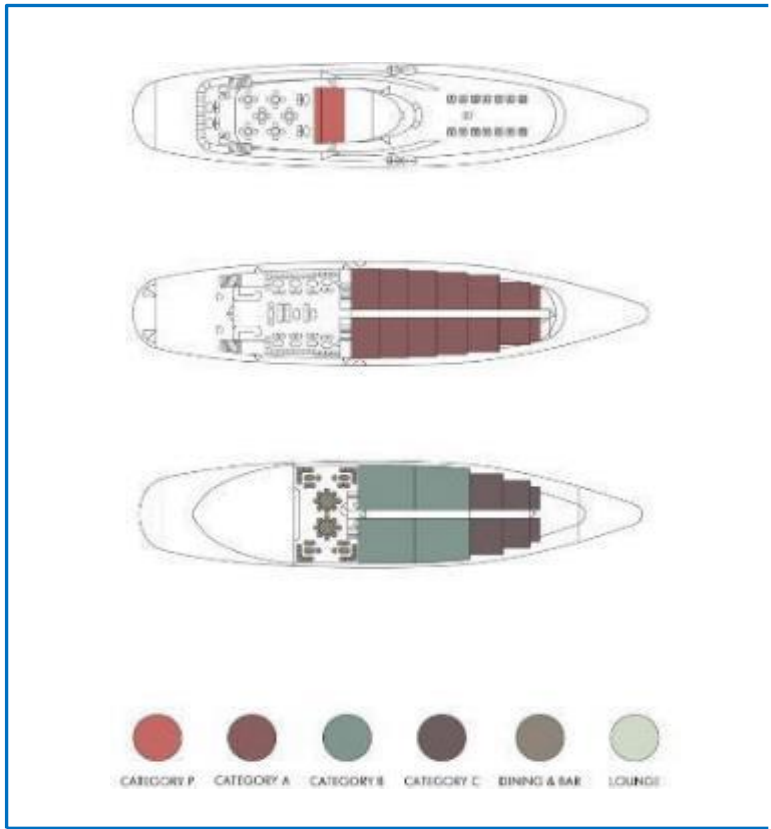 CATEGORY P
CATEGORY A
CATEGORY B
CATEGORY C
DINING & BAR
LOUNGE